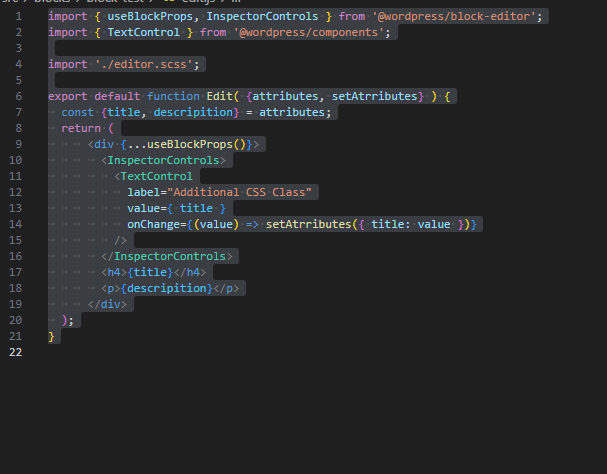 src > blocks > block-test > edit.js > ...
1 import { useBlockProps, InspectorControls } from '@wordpress/block-editor';
2 import { TextControl } from '@wordpress/components';
3
4 import './editor.scss';
5
6 export default function Edit( {attributes, setAtrributes} ) {
7 const {title, descripition} = attributes;
8 return (
9 <div {...useBlockProps()}>
10 <InspectorControls>
11 <TextControl
12 label="Additional CSS Class"
13 value={ title }
14 onChange={(value) => setAtrributes({ title: value })}
15 />
16 </InspectorControls>
17 <h4>{title}</h4>
18 <p>{descripition}</p>
19 </div>
20 );
21 }
22